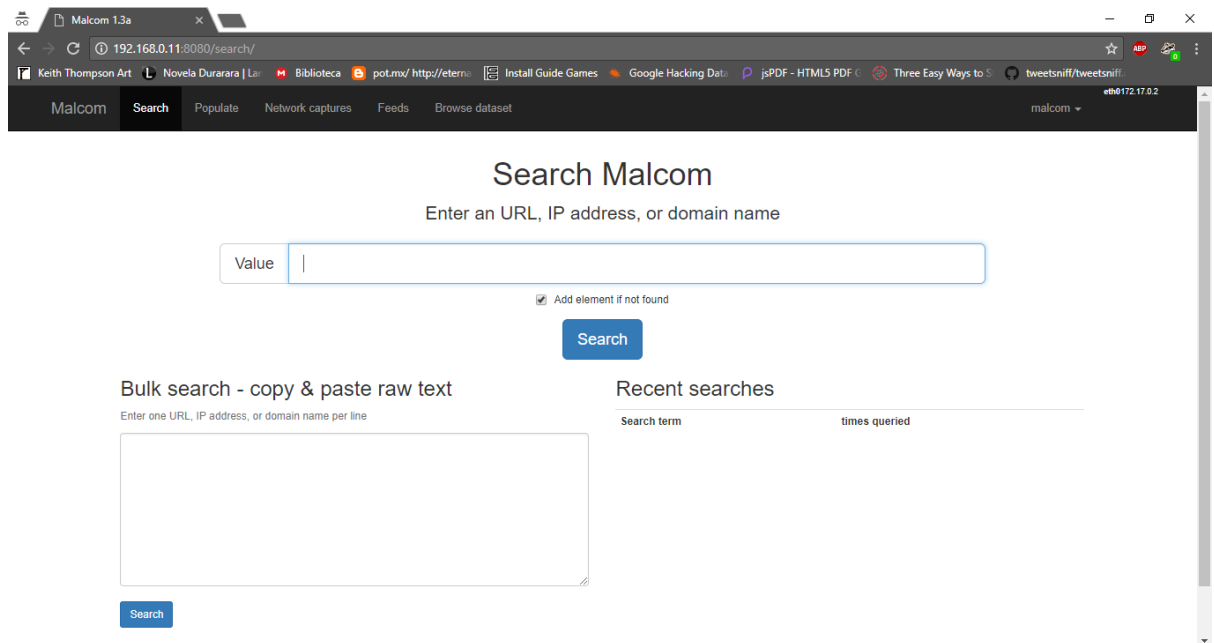 Malcom 1.3a
192.168.0.11:8080/search/
ABP
0
Keith Thompson Art Novela Durarara | Lar Biblioteca pot.mx/ http://eterna Install Guide Games Google Hacking Data jsPDF - HTML5 PDF G Three Easy Ways to S tweetsniff/tweetsniff.
eth0172.17.0.2
Malcom Search Populate Network captures Feeds Browse dataset malcom
Search Malcom
Enter an URL, IP address, or domain name
Value
Add element if not found
Search
Bulk search - copy & paste raw text
Enter one URL, IP address, or domain name per line
Search
Recent searches
Search term times queried